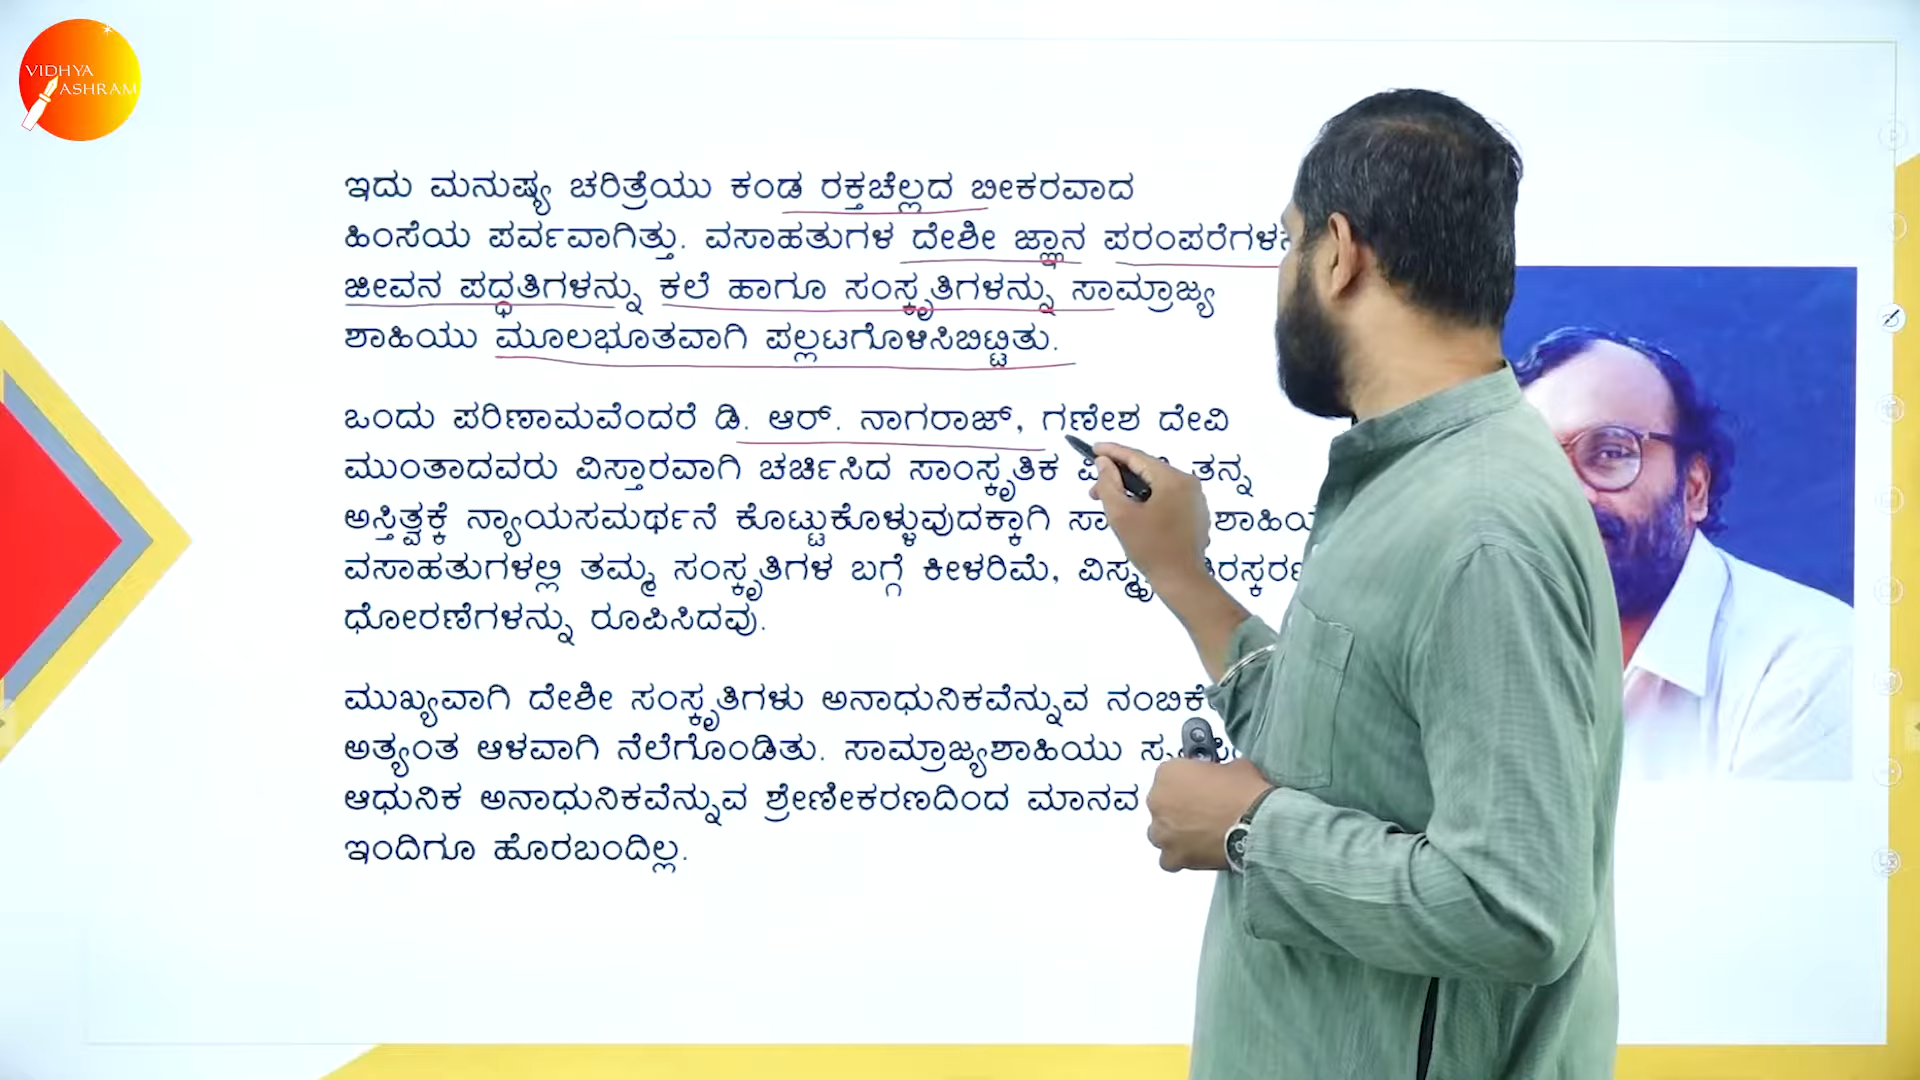 VIDHYA
ASHRAM
ಇದು ಮನುಷ್ಯ ಚರಿತ್ರೆಯು ಕಂಡ ರಕ್ತಚೆಲ್ಲದ ಬೀಕರವಾದ
ಹಿಂಸೆಯ ಪರ್ವವಾಗಿತ್ತು. ವಸಾಹತುಗಳ ದೇಶೀ ಜ್ಞಾನ
ಜೀವನ ಪದ್ಧತಿಗಳನ್ನು ಕಲೆ ಹಾಗೂ ಸಂಸ್ಕೃತಿಗಳನ್ನು ಸಾಮ್ರಾಜ್ಯ
ಶಾಹಿಯು ಮೂಲಭೂತವಾಗಿ ಪಲ್ಲಟಗೊಳಿಸಿಬಿಟ್ಟಿತು.
ಒಂದು ಪರಿಣಾಮವೆಂದರೆ ಡಿ. ಆರ್. ನಾಗರಾಜ್, ಗಣೇಶ ದೇವಿ
ಮುಂತಾದವರು ವಿಸ್ತಾರವಾಗಿ ಚರ್ಚಿಸಿದ ಸಾಂಸ್ಕೃತಿಕ ತನ್ನ
ಅಸ್ತಿತ್ವಕ್ಕೆ ನ್ಯಾಯಸಮರ್ಥನೆ ಕೊಟ್ಟುಕೊಳ್ಳುವುದಕ್ಕಾಗಿ
ವಸಾಹತುಗಳಲ್ಲಿ ತಮ್ಮ ಸಂಸ್ಕೃತಿಗಳ ಬಗ್ಗೆ ಕೀಳರಿಮೆ,
ಧೋರಣೆಗಳನ್ನು ರೂಪಿಸಿದವು.
ಮುಖ್ಯವಾಗಿ ದೇಶೀ ಸಂಸ್ಕೃತಿಗಳು ಅನಾಧುನಿಕವೆನ್ನುವ
ಅತ್ಯಂತ ಆಳವಾಗಿ ನೆಲೆಗೊಂಡಿತು. ಸಾಮ್ರಾಜ್ಯಶಾಹಿಯು
ಆಧುನಿಕ ಅನಾಧುನಿಕವೆನ್ನುವ ಶ್ರೇಣೀಕರಣದಿಂದ ಮಾನವ
ಇಂದಿಗೂ ಹೊರಬಂದಿಲ್ಲ.